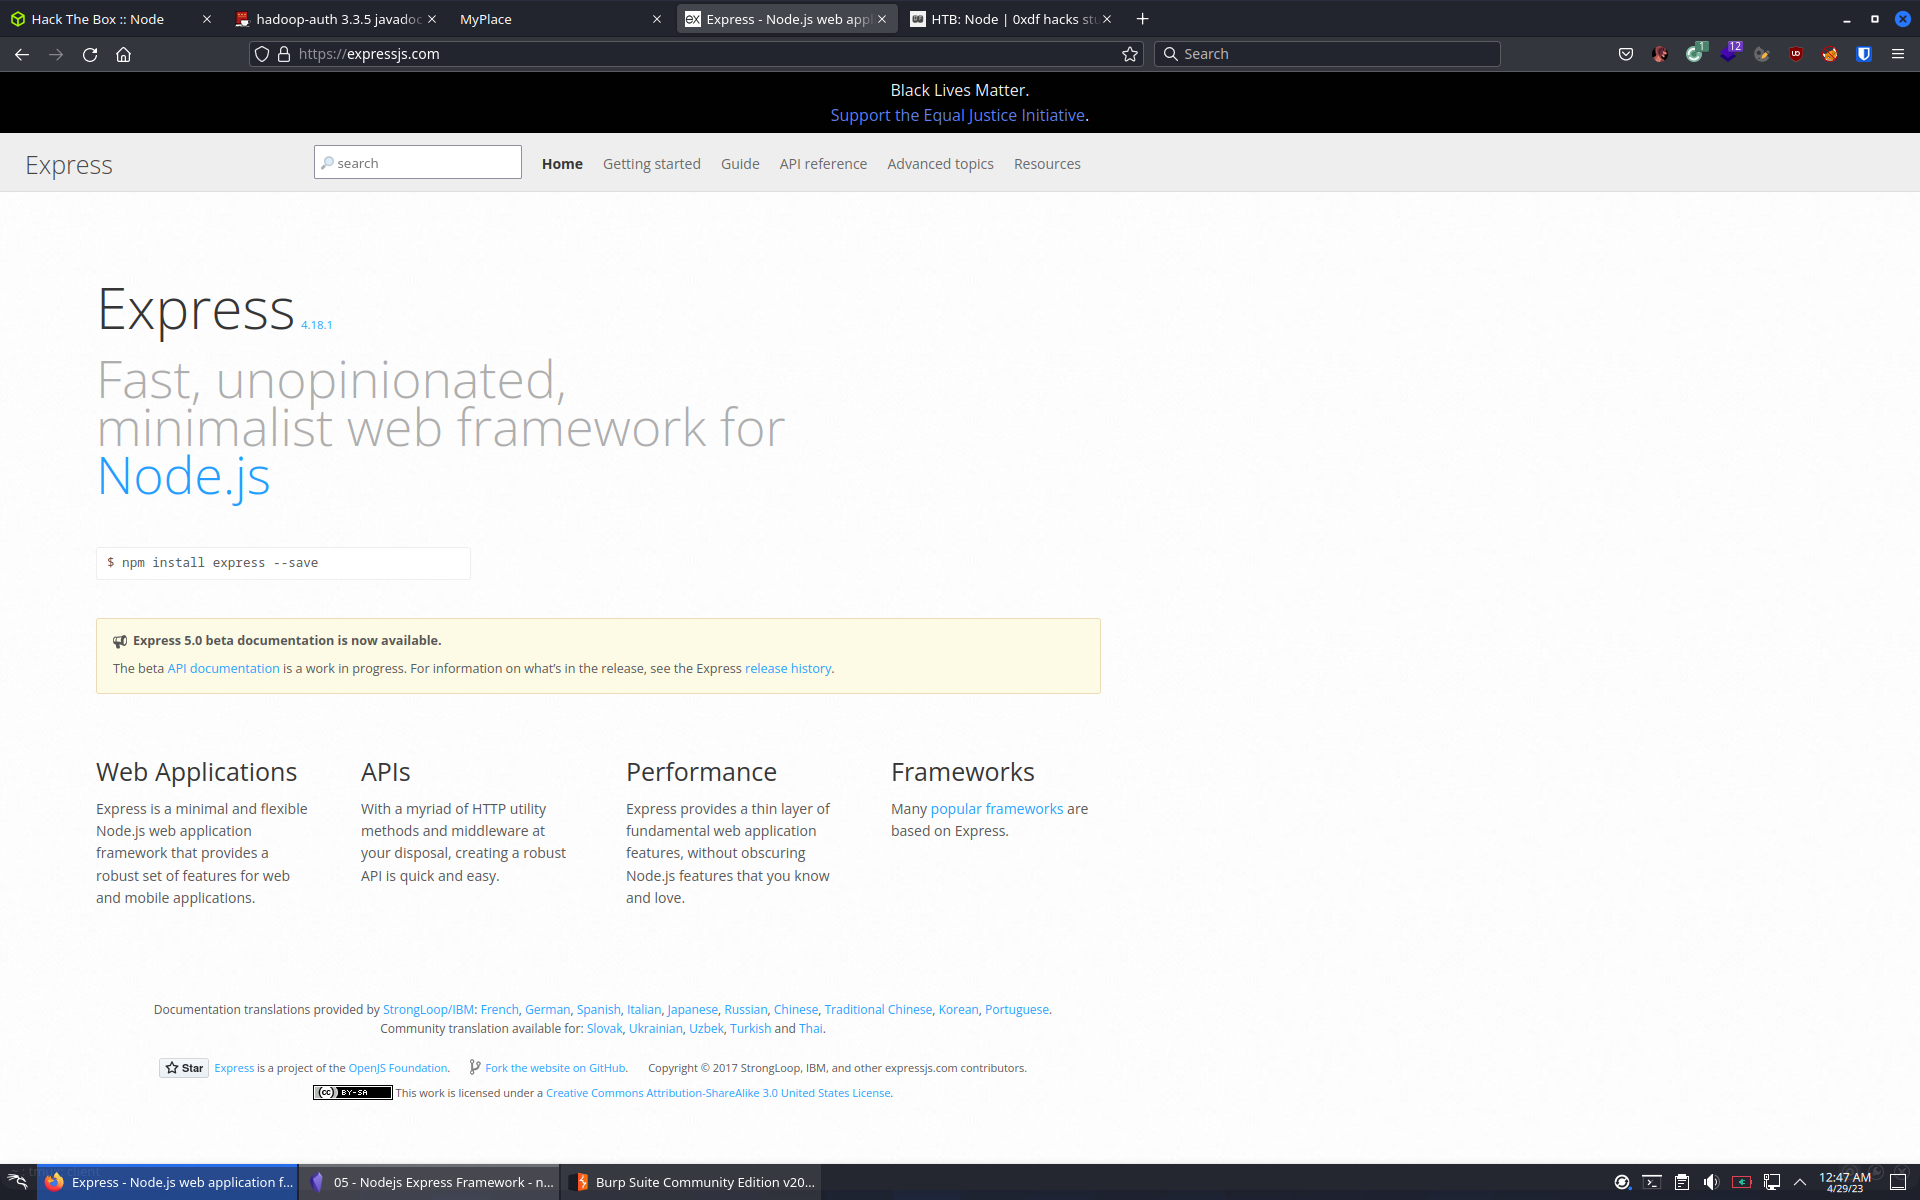 Hack The Box :: Node
hadoop-auth 3.3.5 javadoc
MyPlace
Express - Node.js web appl
HTB: Node | 0xdf hacks stu
https://expressjs.com
Search
1
12
Black Lives Matter.
Support the Equal Justice Initiative.
Express
search
Home
Getting started
Guide
API reference
Advanced topics
Resources
Express 4.18.1
Fast, unopinionated,
minimalist web framework for
Node.js
$ npm install express --save
Express 5.0 beta documentation is now available.
The beta API documentation is a work in progress. For information on what's in the release, see the Express release history.
Web Applications
Express is a minimal and flexible
Node.js web application
framework that provides a
robust set of features for web
and mobile applications.
APIs
With a myriad of HTTP utility
methods and middleware at
your disposal, creating a robust
API is quick and easy.
Performance
Express provides a thin layer of
fundamental web application
features, without obscuring
Node.js features that you know
and love.
Frameworks
Many popular frameworks are
based on Express.
Documentation translations provided by StrongLoop/IBM: French, German, Spanish, Italian, Japanese, Russian, Chinese, Traditional Chinese, Korean, Portuguese.
Community translation available for: Slovak, Ukrainian, Uzbek, Turkish and Thai.
Star
Express is a project of the OpenJS Foundation.
Fork the website on GitHub.
Copyright © 2017 StrongLoop, IBM, and other expressjs.com contributors.
cc BY-SA This work is licensed under a Creative Commons Attribution-ShareAlike 3.0 United States License.
Express - Node.js web application f...
05 - Nodejs Express Framework - n...
Burp Suite Community Edition v20...
12:47 AM
4/29/23